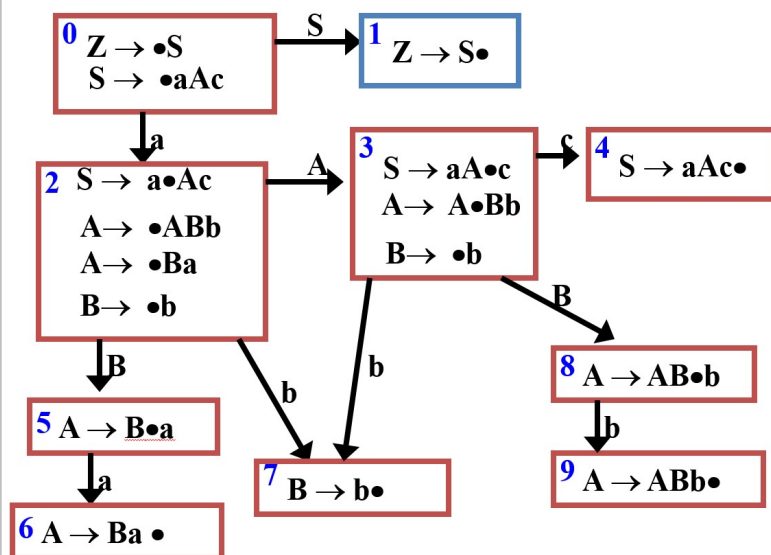 0
Z → •S
S → •aAc
S
1
Z → S•
a
2
S → a•Ac
A→ •ABb
A→ •Ba
B→ •b
A
3
S → aA•c
A→ A•Bb
B→ •b
c
4
S → aAc•
B
b
b
B
5
A → B•a
a
6
A → Ba •
7
B → b•
8
A → AB•b
b
9
A → ABb•